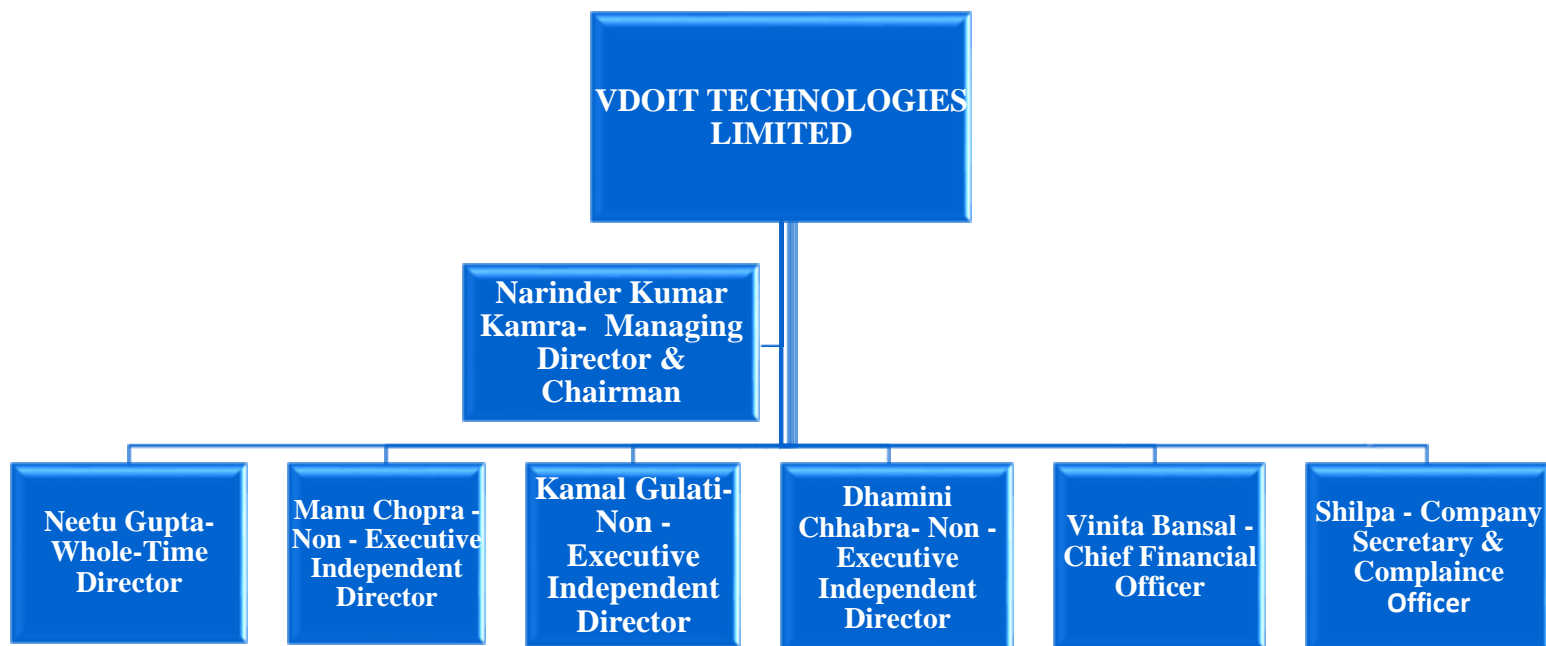 VDOIT TECHNOLOGIES
LIMITED
Narinder Kumar
Kamra-  Managing
Director &
Chairman
Neetu Gupta-
Whole-Time
Director
Manu Chopra -
Non - Executive
Independent
Director
Kamal Gulati-
Non -
Executive
Independent
Director
Dhamini
Chhabra- Non -
Executive
Independent
Director
Vinita Bansal -
Chief Financial
Officer
Shilpa - Company
Secretary &
Complaince
Officer